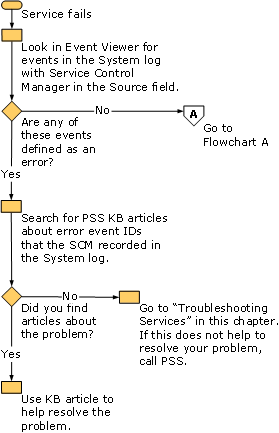 Service fails
Look in Event Viewer for
events in the System log
with Service Control
Manager in the Source field.
No
A
Are any of
these events
defined as an
error?
Go to
Flowchart A
Yes
Search for PSS KB articles
about error event IDs
that the SCM recorded in
the System log.
No
Did you find
articles about
the problem?
Go to “Troubleshooting
Services” in this chapter.
If this does not help to
resolve your problem,
call PSS.
Yes
Use KB article to
help resolve the
problem.